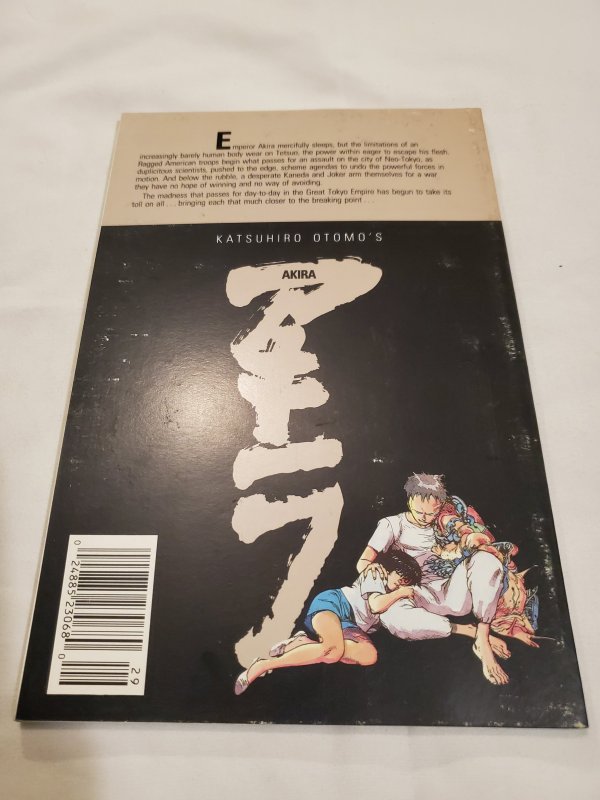 Emperor Akira mercifully sleeps, but the limitations of an
increasingly barely human body wear on Tetsuo, the power within eager to escape his flesh.
Ragged American troops begin what passes for an assault on the city of Neo-Tokyo, as
duplicitous scientists, pushed to the edge, scheme agendas to undo the powerful forces in
motion. And below the rubble, a desperate Kaneda and Joker arm themselves for a war
they have no hope of winning and no way of avoiding.
The madness that passes for day-to-day in the Great Tokyo Empire has begun to take its
toll on all . . . bringing each that much closer to the breaking point . . .
KATSUHIRO OTOMO'S
AKIRA
アキラ
0 24885 23068 0
29